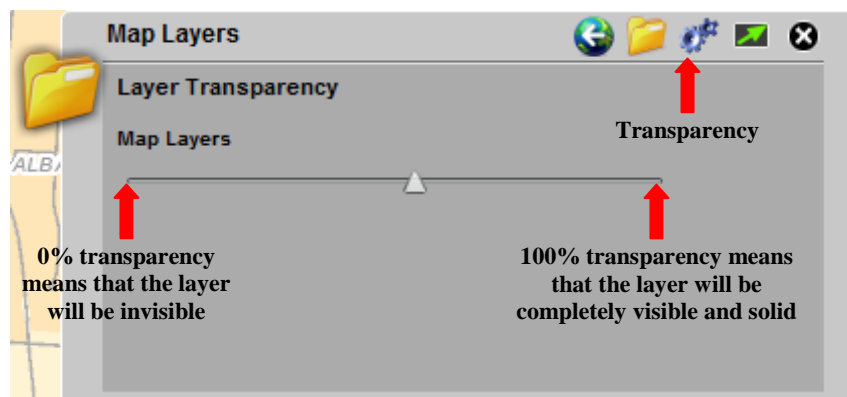 Map Layers
Layer Transparency
Transparency
Map Layers
ALBA
0% transparency
means that the layer
will be invisible
100% transparency means
that the layer will be
completely visible and solid